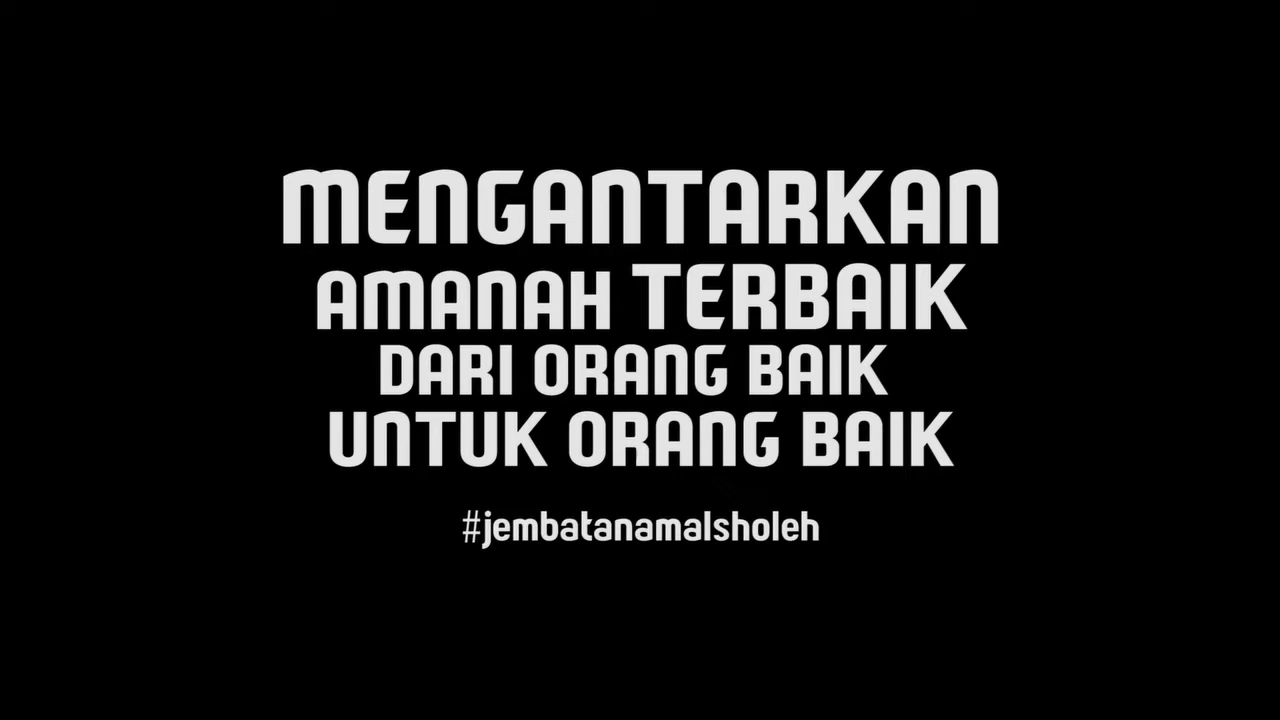 MENGANTARKAN
AMANAH TERBAIK
DARI ORANG BAIK
UNTUK ORANG BAIK
#jembatanamalsholeh